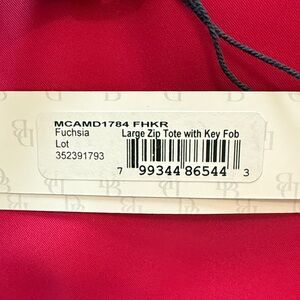 MCAMD1784 FHKR
Fuchsia
Large Zip Tote with Key Fob
Lot
352391793
7 99344 86544 3